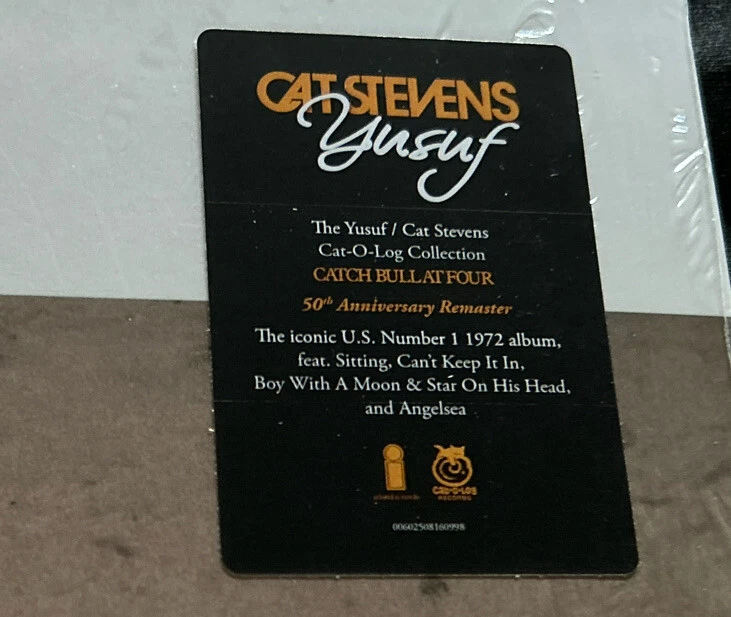 CAT STEVENS
Yusuf
The Yusuf / Cat Stevens
Cat-O-Log Collection
CATCH BULL AT FOUR
50th Anniversary Remaster
The iconic U.S. Number 1 1972 album,
feat. Sitting, Can't Keep It In,
Boy With A Moon & Star On His Head,
and Angelsea
CAT-O-LOG
RECORDS
00602508160998